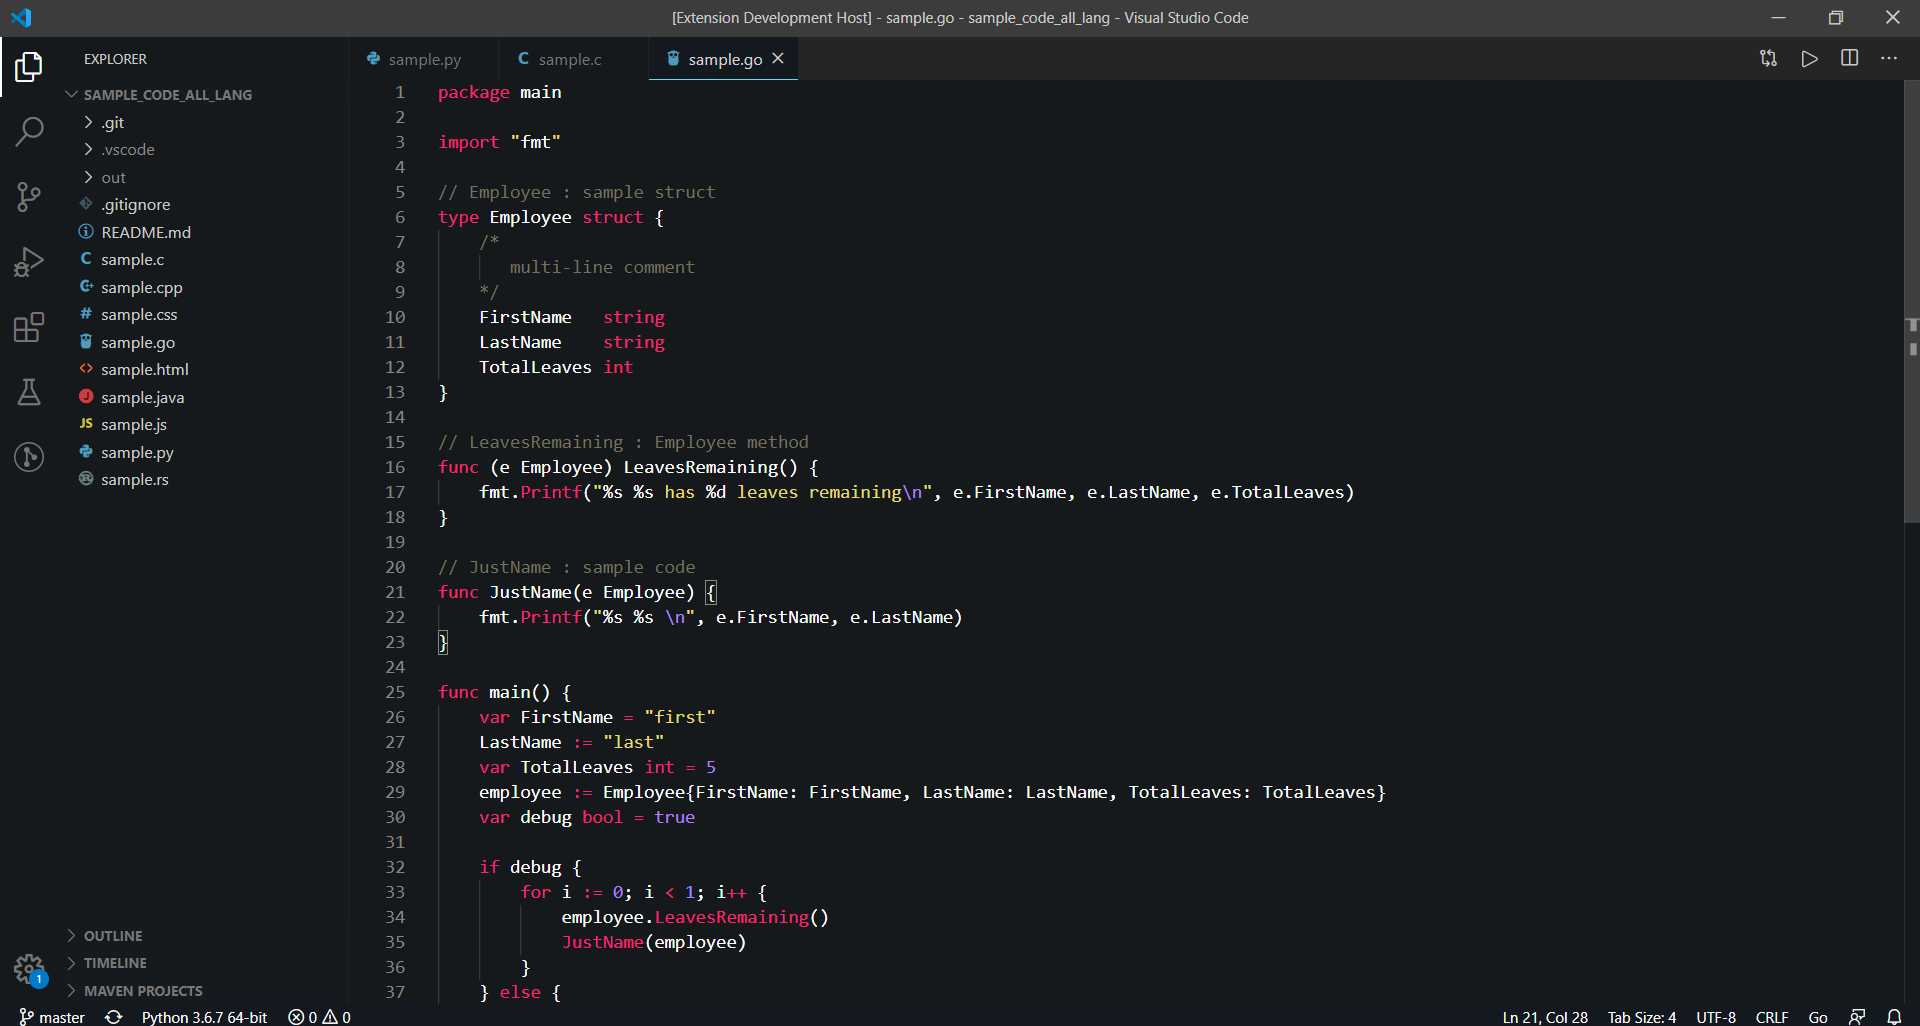 [Extension Development Host] - sample.go - sample_code_all_lang - Visual Studio Code
EXPLORER
SAMPLE_CODE_ALL_LANG
.git
.vscode
out
.gitignore
README.md
C sample.c
sample.cpp
# sample.css
sample.go
<> sample.html
J sample.java
JS sample.js
sample.py
sample.rs
OUTLINE
TIMELINE
MAVEN PROJECTS
1
sample.py
C sample.c
sample.go
1 package main
2
3 import "fmt"
4
5 // Employee : sample struct
6 type Employee struct {
7 /*
8 multi-line comment
9 */
10 FirstName   string
11 LastName    string
12 TotalLeaves int
13 }
14
15 // LeavesRemaining : Employee method
16 func (e Employee) LeavesRemaining() {
17 fmt.Printf("%s %s has %d leaves remaining\n", e.FirstName, e.LastName, e.TotalLeaves)
18 }
19
20 // JustName : sample code
21 func JustName(e Employee) {
22 fmt.Printf("%s %s \n", e.FirstName, e.LastName)
23 }
24
25 func main() {
26 var FirstName = "first"
27 LastName := "last"
28 var TotalLeaves int = 5
29 employee := Employee{FirstName: FirstName, LastName: LastName, TotalLeaves: TotalLeaves}
30 var debug bool = true
31
32 if debug {
33 for i := 0; i < 1; i++ {
34 employee.LeavesRemaining()
35 JustName(employee)
36 }
37 } else {
master Python 3.6.7 64-bit 0 0 Ln 21, Col 28 Tab Size: 4 UTF-8 CRLF Go